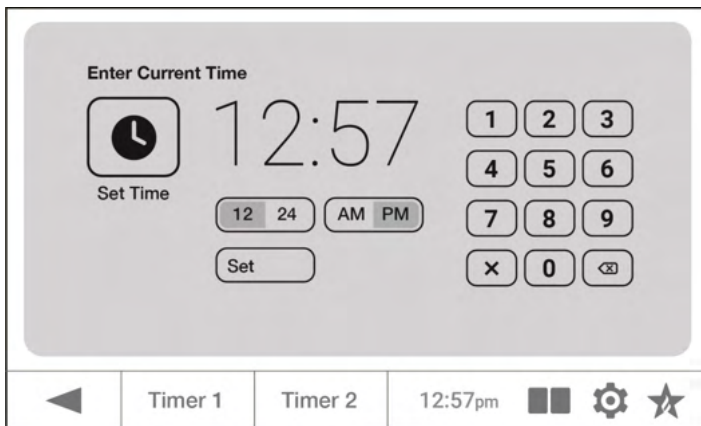 Enter Current Time
12:57
Set Time
12 24 AM PM
Set
1 2 3
4 5 6
7 8 9
× 0
Timer 1 Timer 2 12:57pm